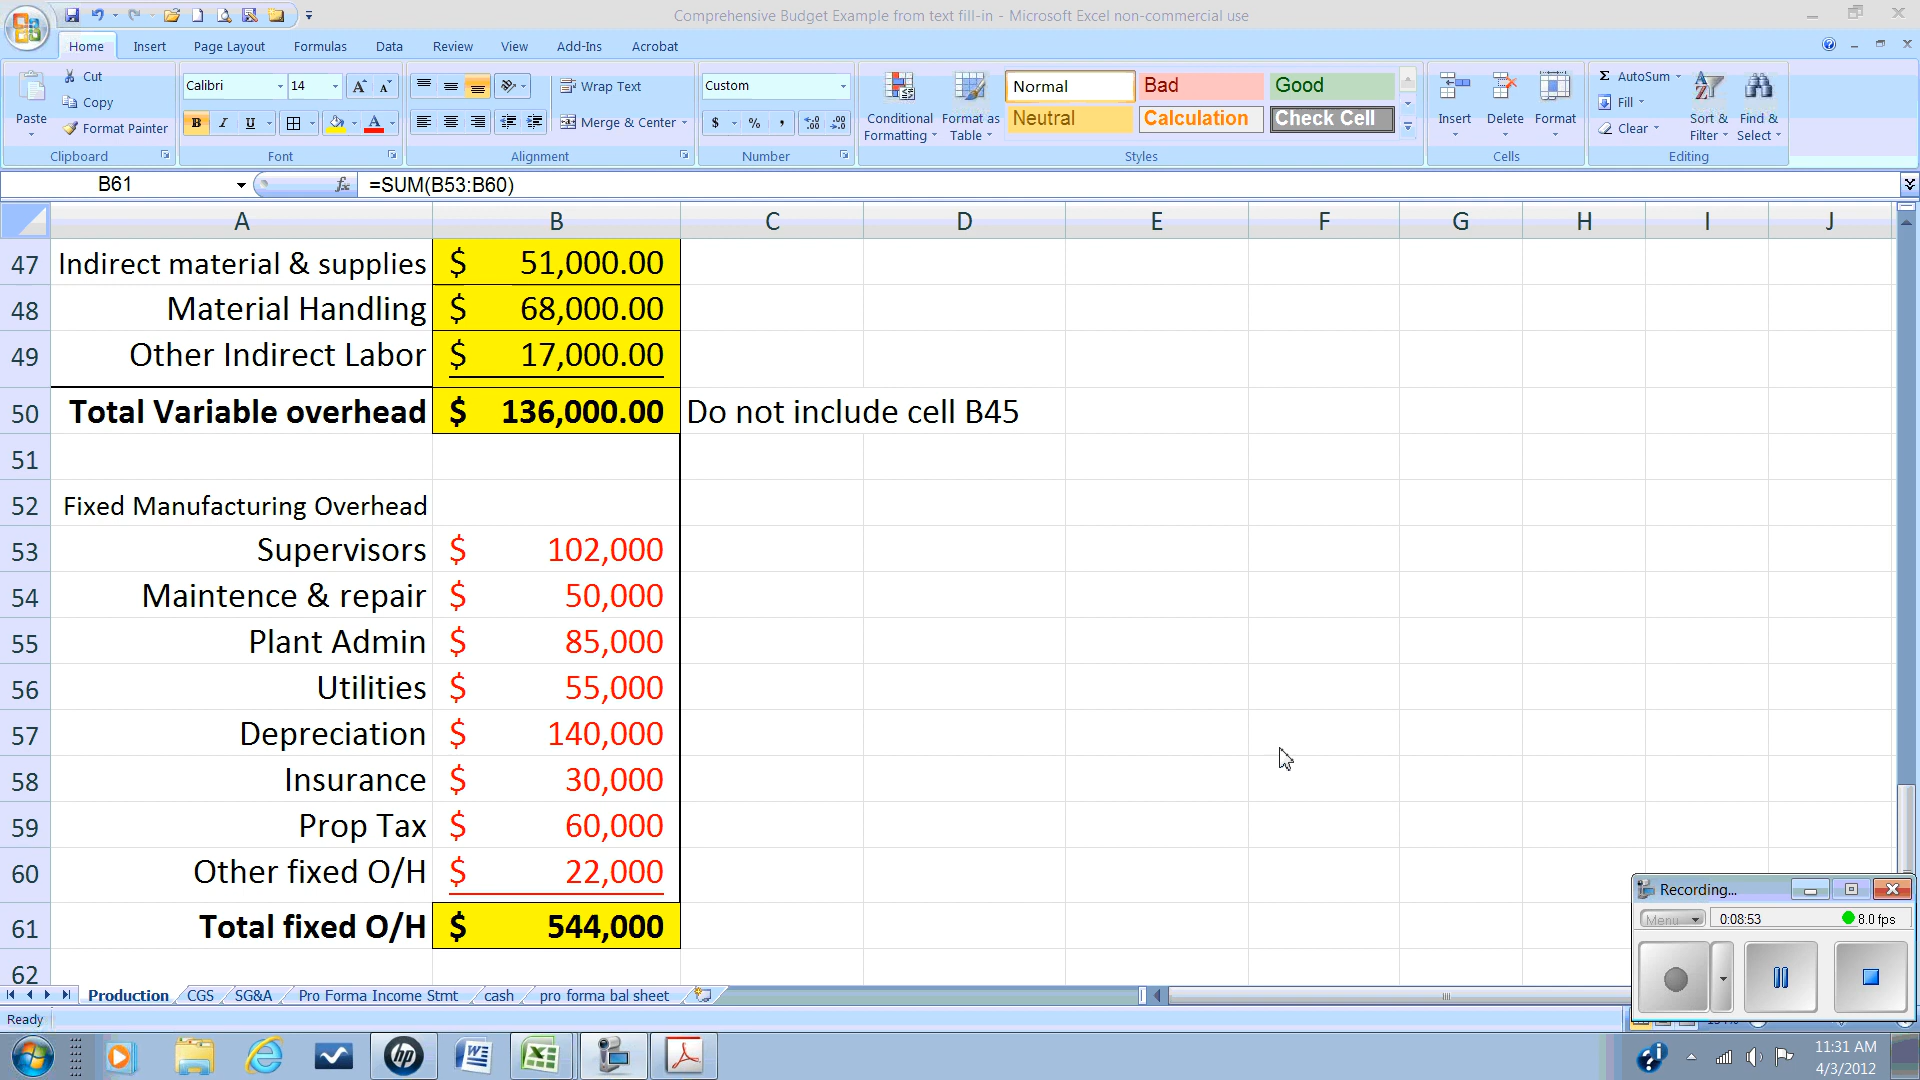 Comprehensive Budget Example from text fill-in - Microsoft Excel non-commercial use
Home Insert Page Layout Formulas Data Review View Add-Ins Acrobat
Paste
Cut
Copy
Format Painter
Clipboard
Calibri 14
B I U
A A
Font
Wrap Text
Merge & Center
Alignment
Custom
$ % ,
Number
Conditional Formatting
Format as Table
Normal Bad Good
Neutral Calculation Check Cell
Styles
Insert Delete Format
Cells
Σ AutoSum
Fill
Clear
Sort & Filter
Find & Select
Editing
B61 fx =SUM(B53:B60)
A B C D E F G H I J
47 Indirect material & supplies $ 51,000.00
48 Material Handling $ 68,000.00
49 Other Indirect Labor $ 17,000.00
50 Total Variable overhead $ 136,000.00 Do not include cell B45
51
52 Fixed Manufacturing Overhead
53 Supervisors $ 102,000
54 Maintence & repair $ 50,000
55 Plant Admin $ 85,000
56 Utilities $ 55,000
57 Depreciation $ 140,000
58 Insurance $ 30,000
59 Prop Tax $ 60,000
60 Other fixed O/H $ 22,000
61 Total fixed O/H $ 544,000
62
Recording...
Menu 0:08:53 8.0 fps
Production CGS SG&A Pro Forma Income Stmt cash pro forma bal sheet
Ready
hp
11:31 AM
4/3/2012